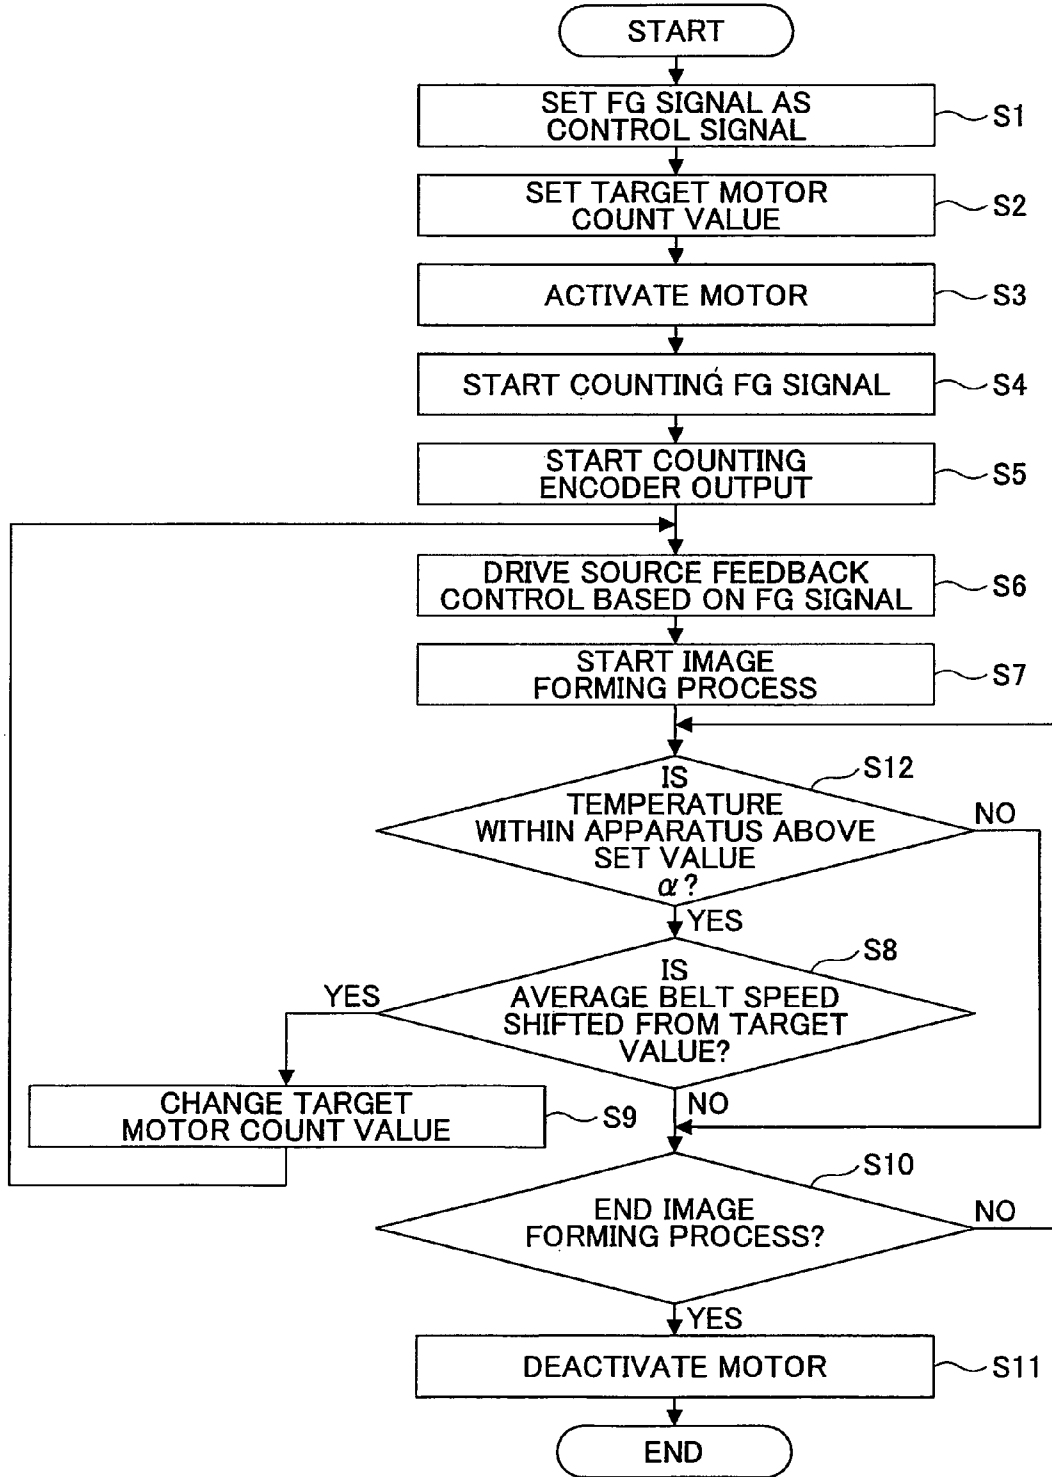 START
SET FG SIGNAL AS
CONTROL SIGNAL
S1
SET TARGET MOTOR
COUNT VALUE
S2
ACTIVATE MOTOR
S3
START COUNTING FG SIGNAL
S4
START COUNTING
ENCODER OUTPUT
S5
DRIVE SOURCE FEEDBACK
CONTROL BASED ON FG SIGNAL
S6
START IMAGE
FORMING PROCESS
S7
S12
IS
TEMPERATURE
WITHIN APPARATUS ABOVE
SET VALUE
α?
NO
YES
S8
IS
AVERAGE BELT SPEED
SHIFTED FROM TARGET
VALUE?
YES
NO
CHANGE TARGET
MOTOR COUNT VALUE
S9
S10
END IMAGE
FORMING PROCESS?
NO
YES
DEACTIVATE MOTOR
S11
END